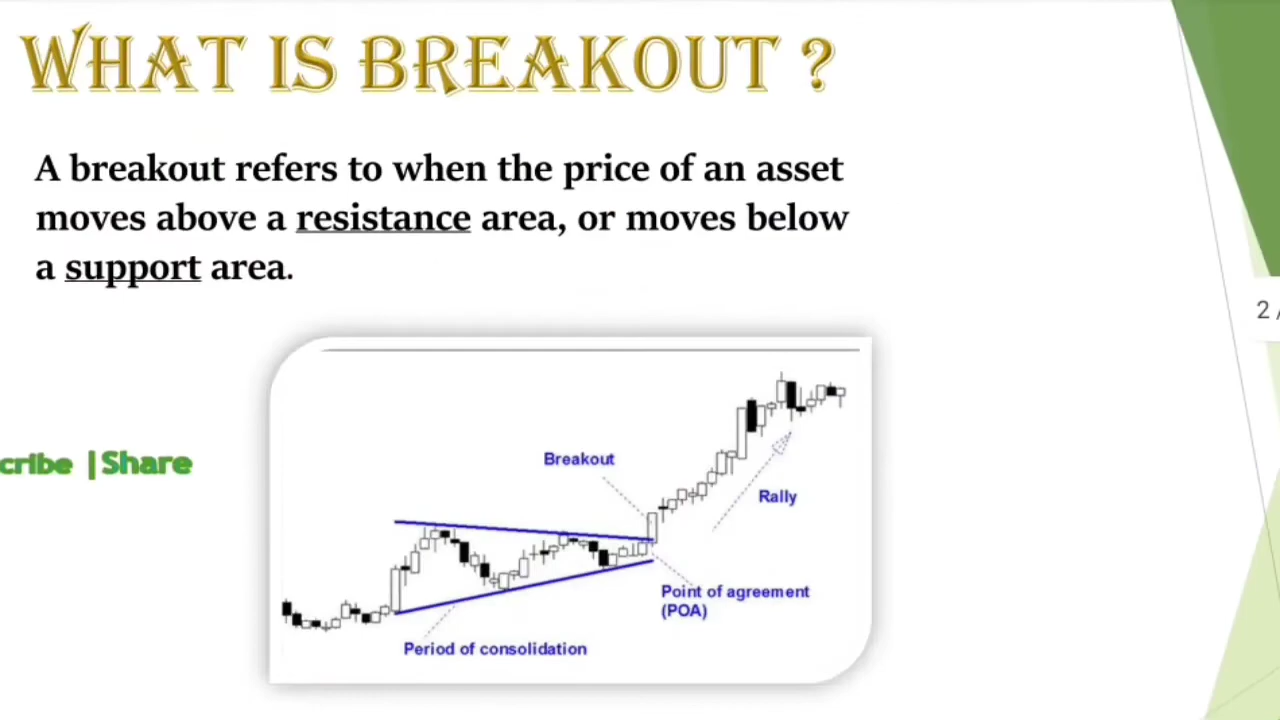 WHAT IS BREAKOUT ?
A breakout refers to when the price of an asset
moves above a resistance area, or moves below
a support area.
2 /
cribe | Share
Breakout
Rally
Point of agreement
(POA)
Period of consolidation